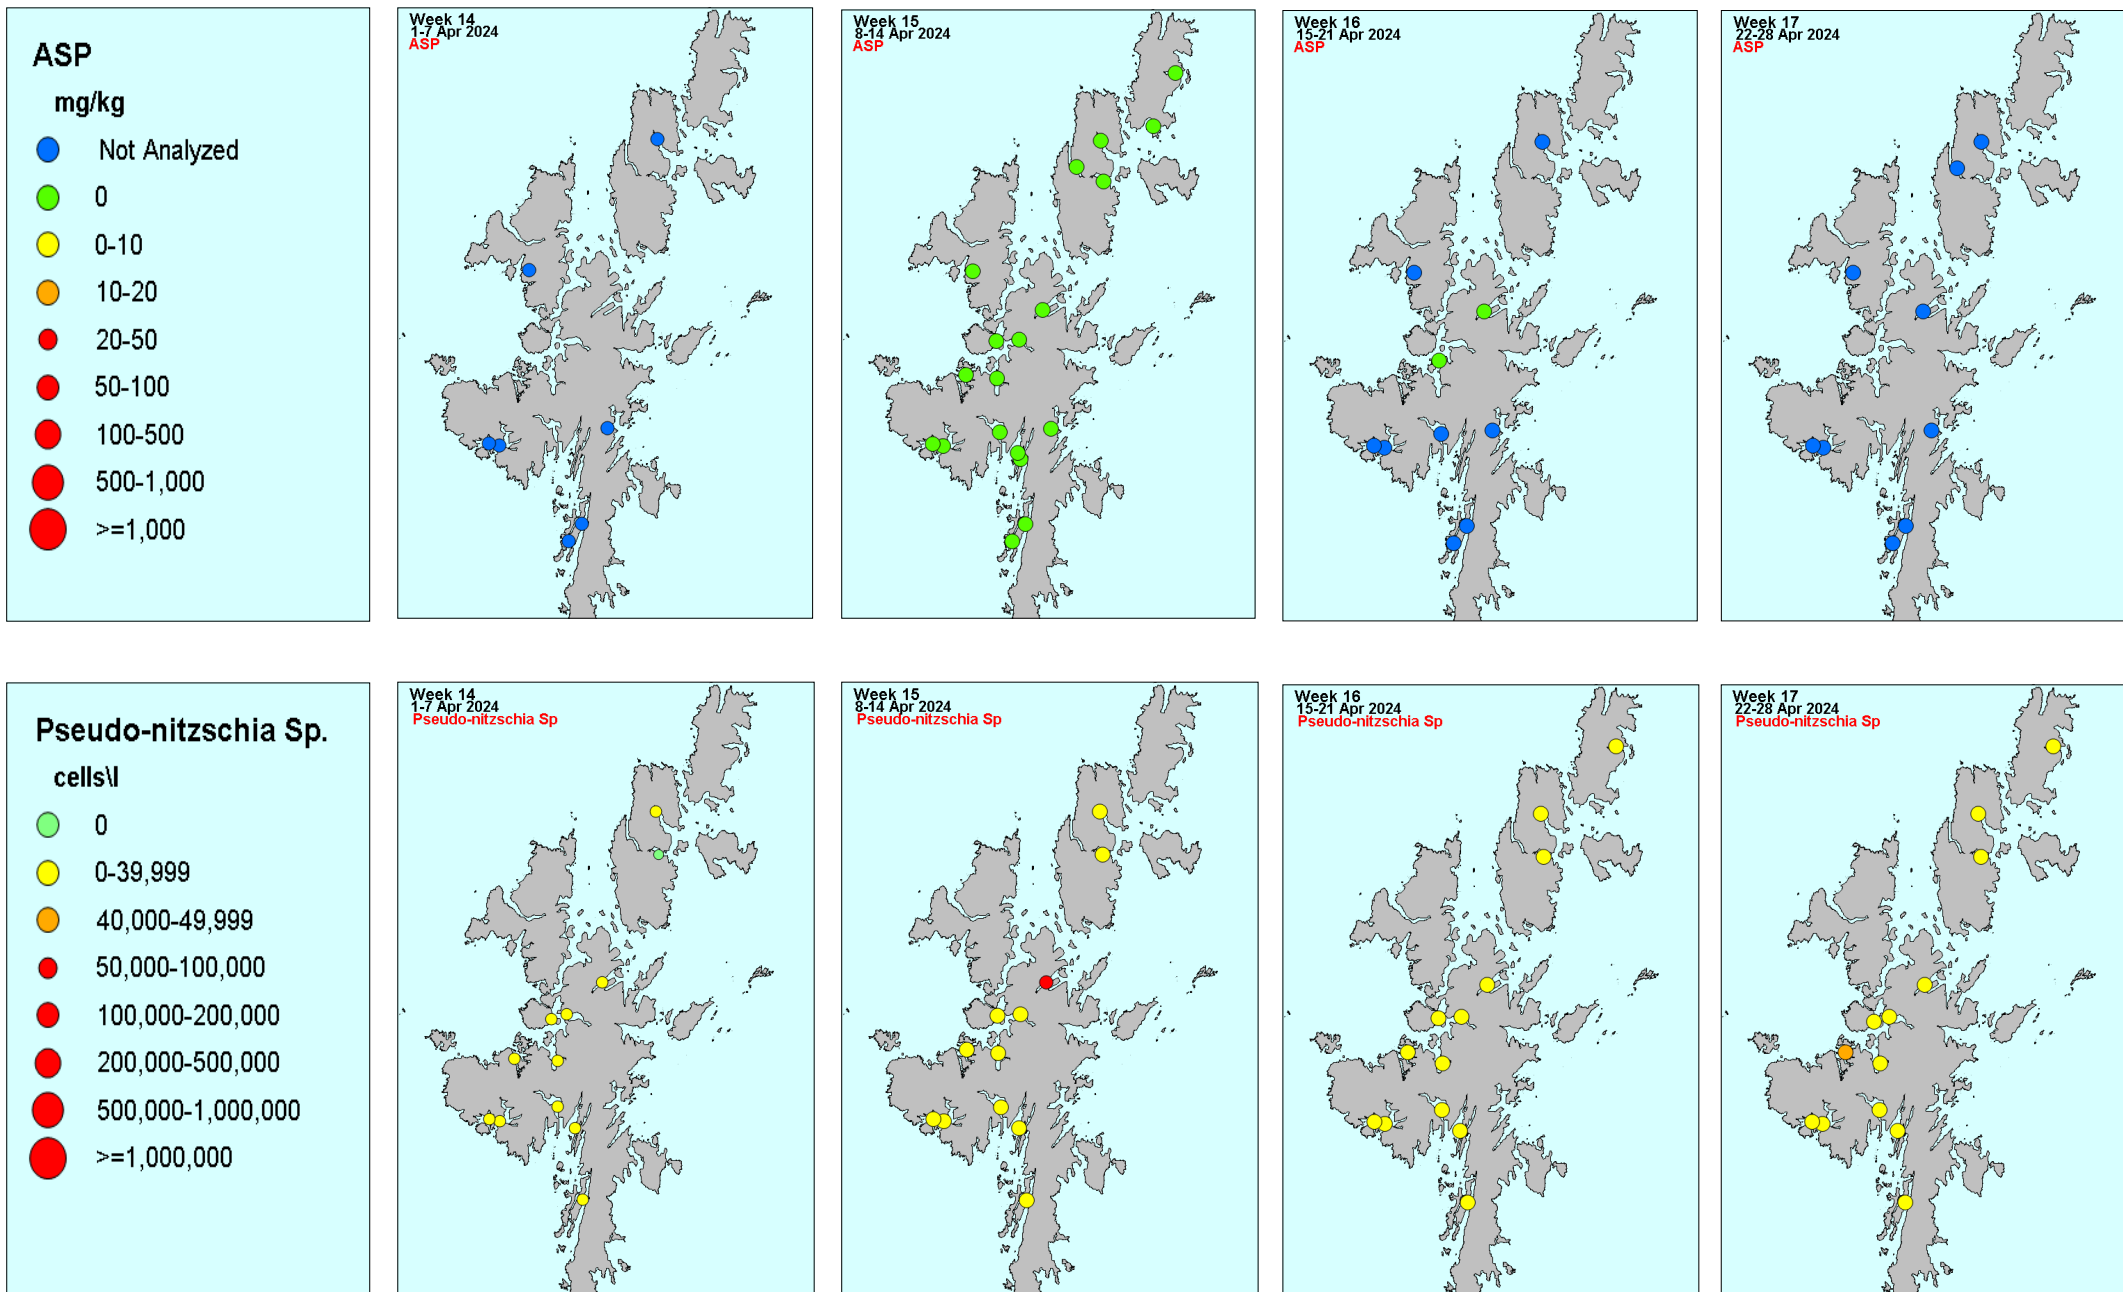 ASP
mg/kg
Not Analyzed
0
0-10
10-20
20-50
50-100
100-500
500-1,000
>=1,000
Week 14
1-7 Apr 2024
ASP
Week 15
8-14 Apr 2024
ASP
Week 16
15-21 Apr 2024
ASP
Week 17
22-28 Apr 2024
ASP
Pseudo-nitzschia Sp.
cells\l
0
0-39,999
40,000-49,999
50,000-100,000
100,000-200,000
200,000-500,000
500,000-1,000,000
>=1,000,000
Week 14
1-7 Apr 2024
Pseudo-nitzschia Sp
Week 15
8-14 Apr 2024
Pseudo-nitzschia Sp
Week 16
15-21 Apr 2024
Pseudo-nitzschia Sp
Week 17
22-28 Apr 2024
Pseudo-nitzschia Sp